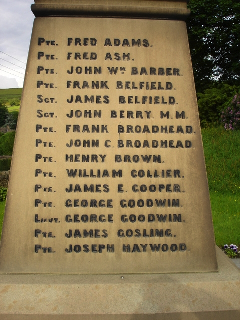 Pte. FRED ADAMS.
Pte. FRED ASH.
Pte. JOHN Wm BARBER.
Pte. FRANK BELFIELD.
Sgt. JAMES BELFIELD.
Sgt. JOHN BERRY M.M.
Pte. FRANK BROADHEAD.
Pte. JOHN C. BROADHEAD
Pte. HENRY BROWN.
Pte. WILLIAM COLLIER.
Pte. JAMES E. COOPER.
Pte. GEORGE GOODWIN.
Lieut. GEORGE GOODWIN.
Pte. JAMES GOSLING.
Pte. JOSEPH HAYWOOD.